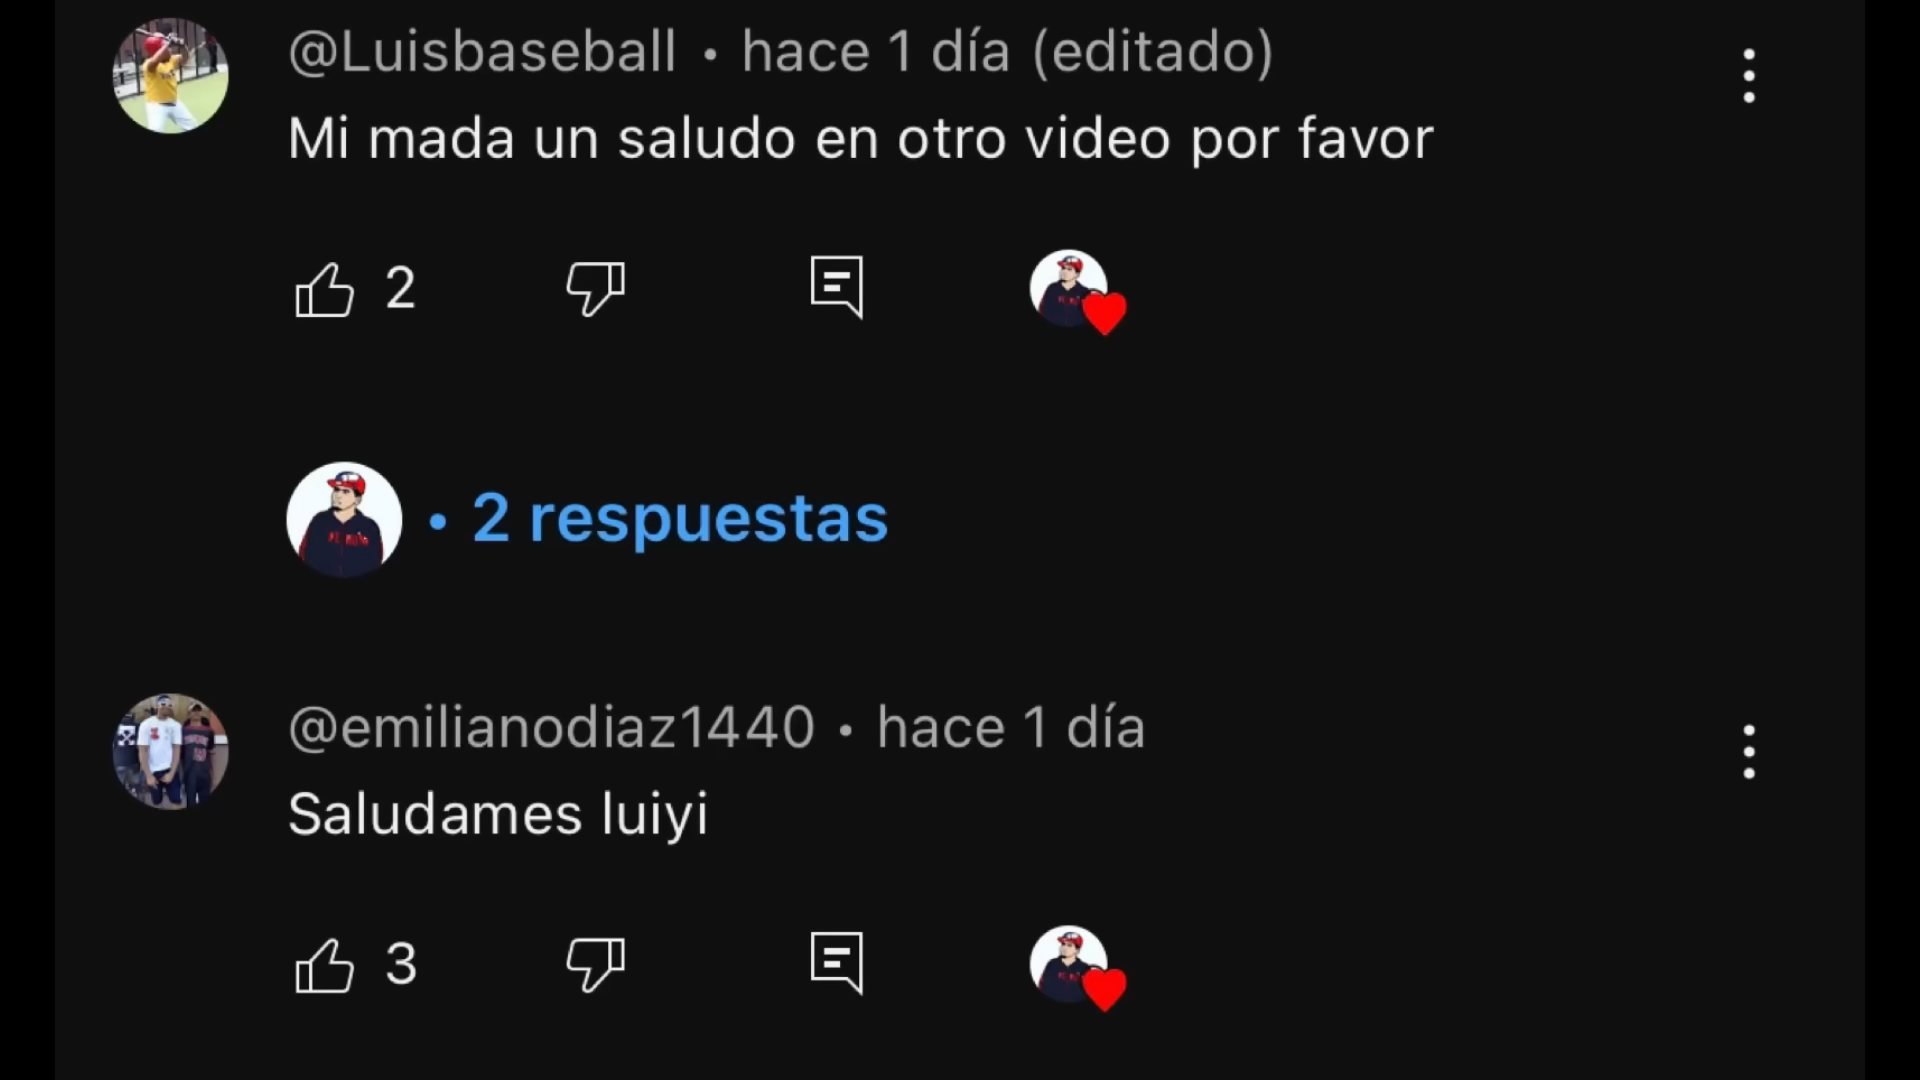 @Luisbaseball • hace 1 día (editado)
Mi mada un saludo en otro video por favor
2
• 2 respuestas
@emilianodiaz1440 • hace 1 día
Saludames luiyi
3